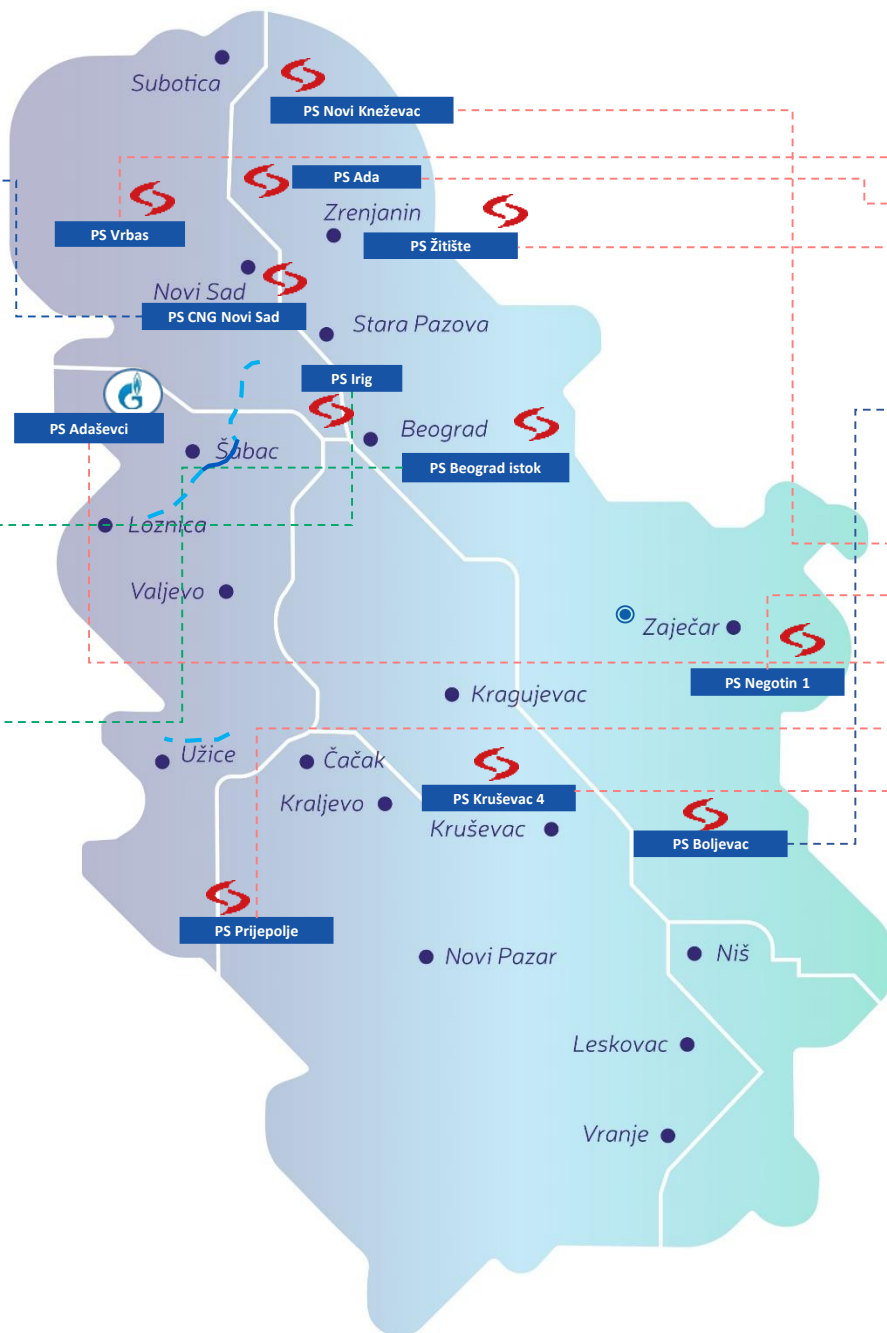 Subotica
PS Novi Kneževac
PS Ada
Zrenjanin
PS Vrbas
PS Žitište
Novi Sad
PS CNG Novi Sad
Stara Pazova
PS Irig
PS Adaševci
Beograd
Šabac
PS Beograd istok
Loznica
Valjevo
Zaječar
PS Negotin 1
Kragujevac
Užice
Čačak
PS Kruševac 4
Kraljevo
Kruševac
PS Boljevac
PS Prijepolje
Novi Pazar
Niš
Leskovac
Vranje